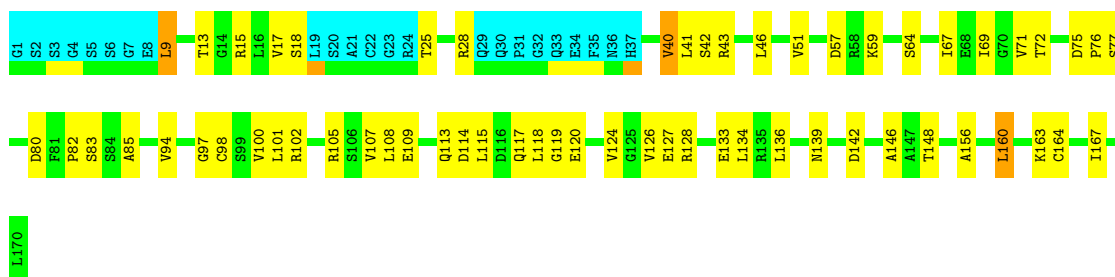 G1 S2 S3 G4 S5 S6 G7 E8 L9 T13 G14 R15 L16 V17 S18 L19 S20 A21 C22 G23 R24 T25 R28 Q29 Q30 P31 G32 Q33 E34 F35 N36 H37 V40 L41 S42 R43 L46 V51 D57 R58 K59 S64 I67 E68 I69 G70 V71 T72 D75 P76 S77
D80 F81 P82 S83 S84 A85 V94 G97 C98 S99 V100 L101 R102 R105 S106 V107 L108 E109 Q113 D114 L115 D116 Q117 L118 G119 E120 V124 G125 V126 E127 R128 E133 L134 R135 L136 N139 D142 A146 A147 T148 A156 L160 K163 C164 I167
L170